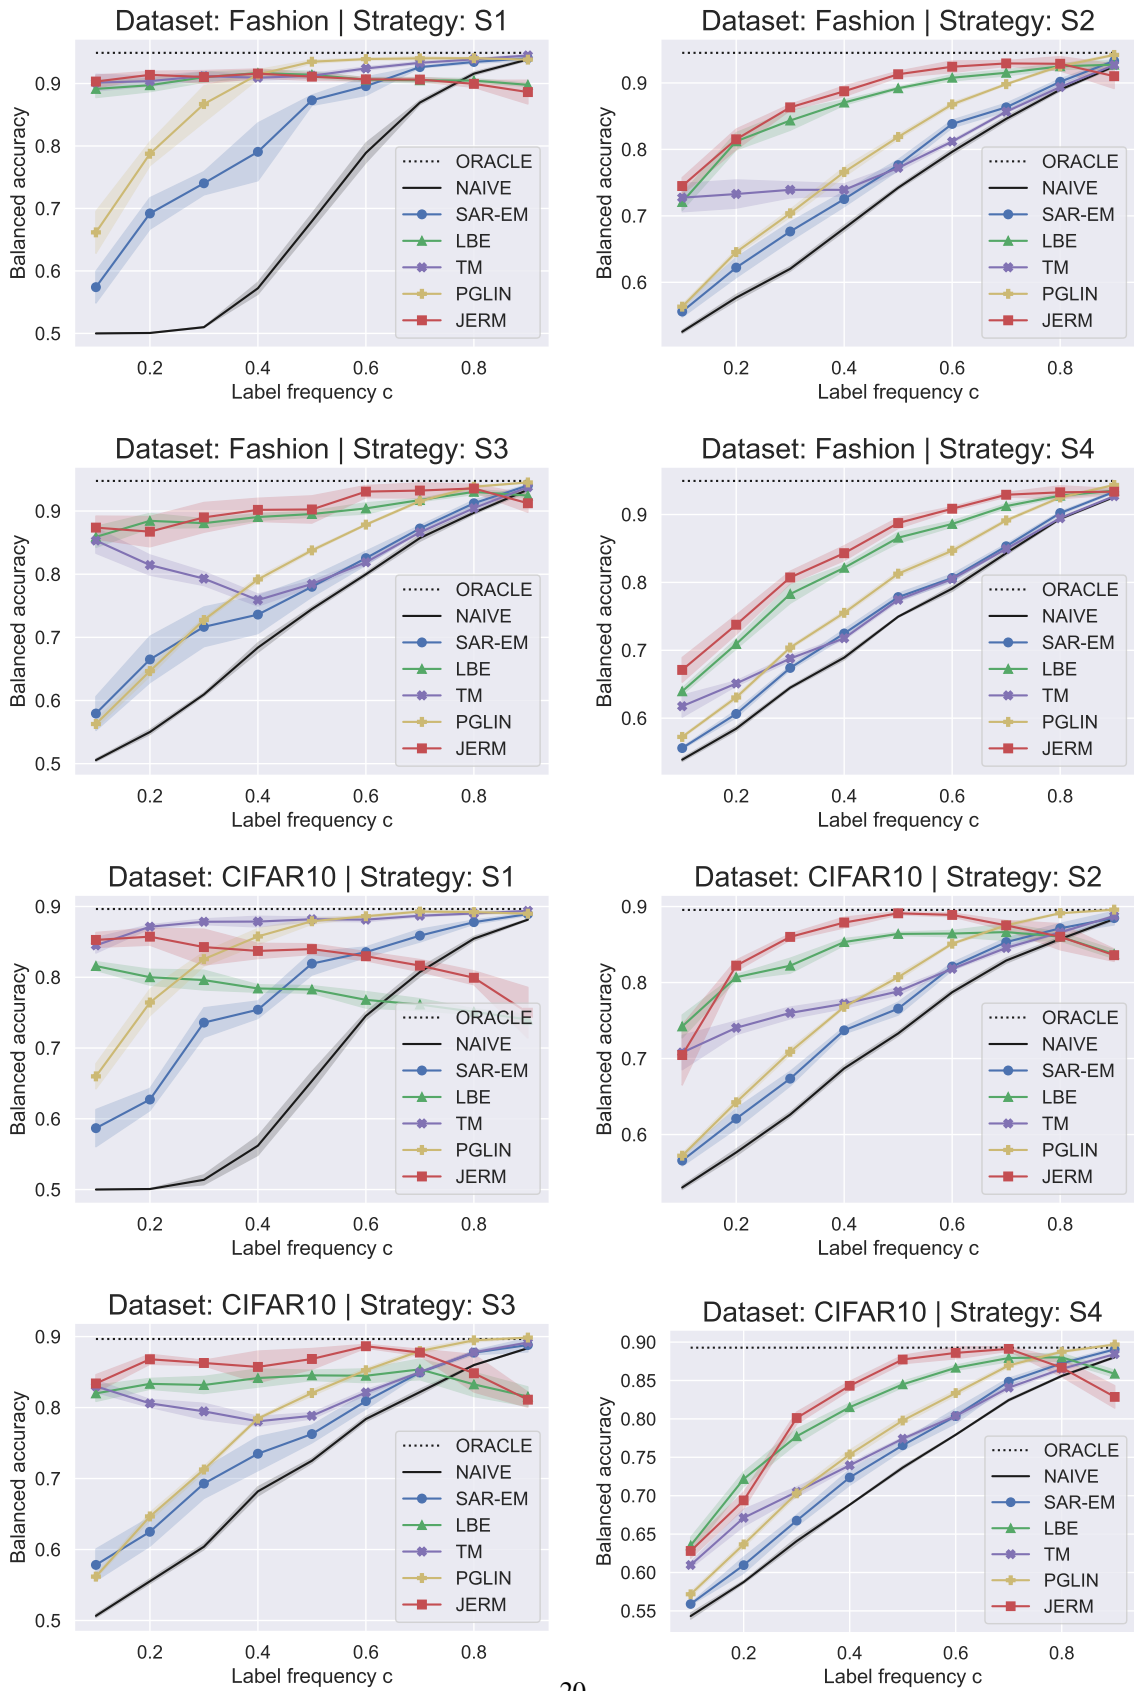 Dataset: Fashion | Strategy: S1
Balanced accuracy
0.9
0.8
0.7
0.6
0.5
ORACLE
NAIVE
SAR-EM
LBE
TM
PGLIN
JERM
0.2 0.4 0.6 0.8
Label frequency c
Dataset: Fashion | Strategy: S2
Balanced accuracy
0.9
0.8
0.7
0.6
ORACLE
NAIVE
SAR-EM
LBE
TM
PGLIN
JERM
0.2 0.4 0.6 0.8
Label frequency c
Dataset: Fashion | Strategy: S3
Balanced accuracy
0.9
0.8
0.7
0.6
0.5
ORACLE
NAIVE
SAR-EM
LBE
TM
PGLIN
JERM
0.2 0.4 0.6 0.8
Label frequency c
Dataset: Fashion | Strategy: S4
Balanced accuracy
0.9
0.8
0.7
0.6
ORACLE
NAIVE
SAR-EM
LBE
TM
PGLIN
JERM
0.2 0.4 0.6 0.8
Label frequency c
Dataset: CIFAR10 | Strategy: S1
Balanced accuracy
0.9
0.8
0.7
0.6
0.5
ORACLE
NAIVE
SAR-EM
LBE
TM
PGLIN
JERM
0.2 0.4 0.6 0.8
Label frequency c
Dataset: CIFAR10 | Strategy: S2
Balanced accuracy
0.9
0.8
0.7
0.6
ORACLE
NAIVE
SAR-EM
LBE
TM
PGLIN
JERM
0.2 0.4 0.6 0.8
Label frequency c
Dataset: CIFAR10 | Strategy: S3
Balanced accuracy
0.9
0.8
0.7
0.6
0.5
ORACLE
NAIVE
SAR-EM
LBE
TM
PGLIN
JERM
0.2 0.4 0.6 0.8
Label frequency c
Dataset: CIFAR10 | Strategy: S4
Balanced accuracy
0.90
0.85
0.80
0.75
0.70
0.65
0.60
0.55
ORACLE
NAIVE
SAR-EM
LBE
TM
PGLIN
JERM
0.2 0.4 0.6 0.8
Label frequency c